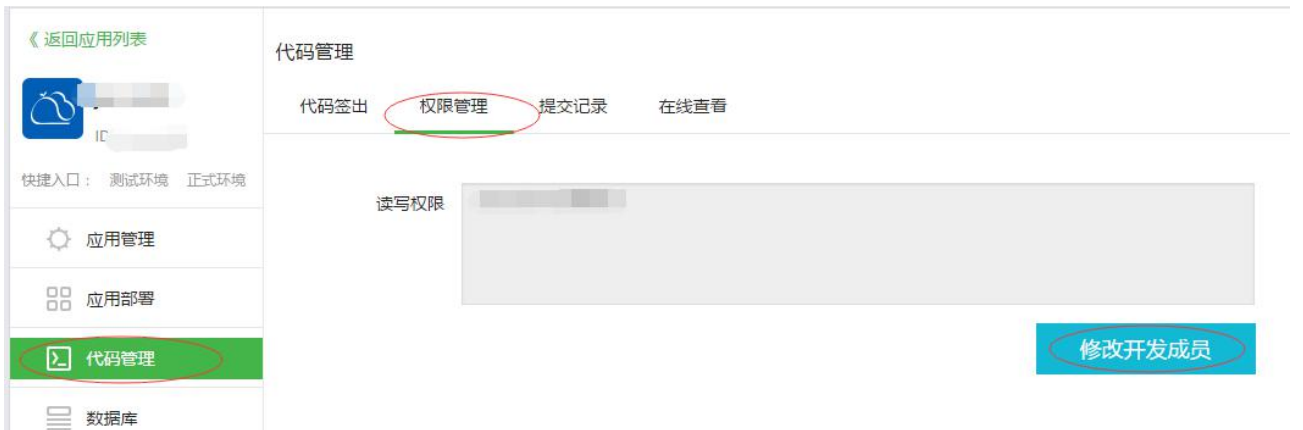 《 返回应用列表
ID
快捷入口： 测试环境 正式环境
应用管理
应用部署
代码管理
数据库
代码管理
代码签出 权限管理 提交记录 在线查看
读写权限
修改开发成员